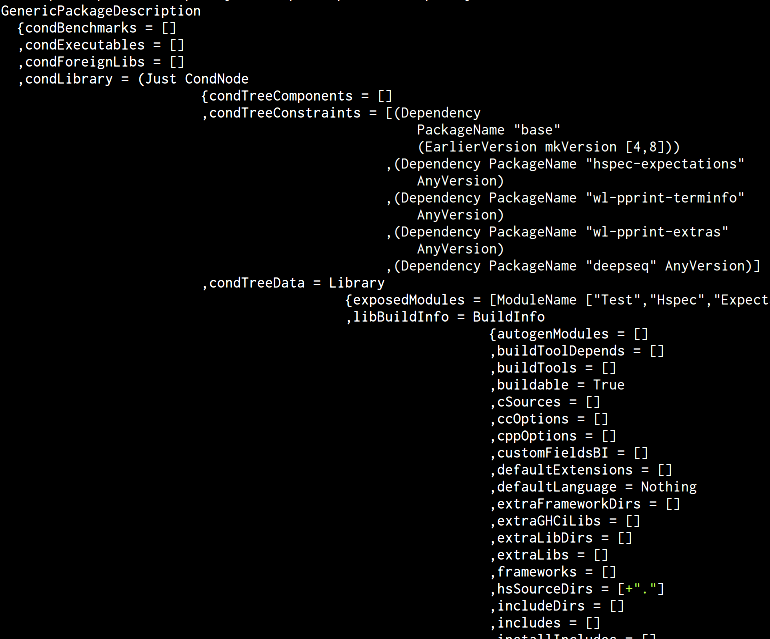 GenericPackageDescription
{condBenchmarks = []
,condExecutables = []
,condForeignLibs = []
,condLibrary = (Just CondNode
{condTreeComponents = []
,condTreeConstraints = [(Dependency
PackageName "base"
(EarlierVersion mkVersion [4,8]))
,(Dependency PackageName "hspec-expectations"
AnyVersion)
,(Dependency PackageName "wl-pprint-terminfo"
AnyVersion)
,(Dependency PackageName "wl-pprint-extras"
AnyVersion)
,(Dependency PackageName "deepseq" AnyVersion)]
,condTreeData = Library
{exposedModules = [ModuleName ["Test","Hspec","Expect
,libBuildInfo = BuildInfo
{autogenModules = []
,buildToolDepends = []
,buildTools = []
,buildable = True
,cSources = []
,ccOptions = []
,cppOptions = []
,customFieldsBI = []
,defaultExtensions = []
,defaultLanguage = Nothing
,extraFrameworkDirs = []
,extraGHCiLibs = []
,extraLibDirs = []
,extraLibs = []
,frameworks = []
,hsSourceDirs = [+"."]
,includeDirs = []
,includes = []